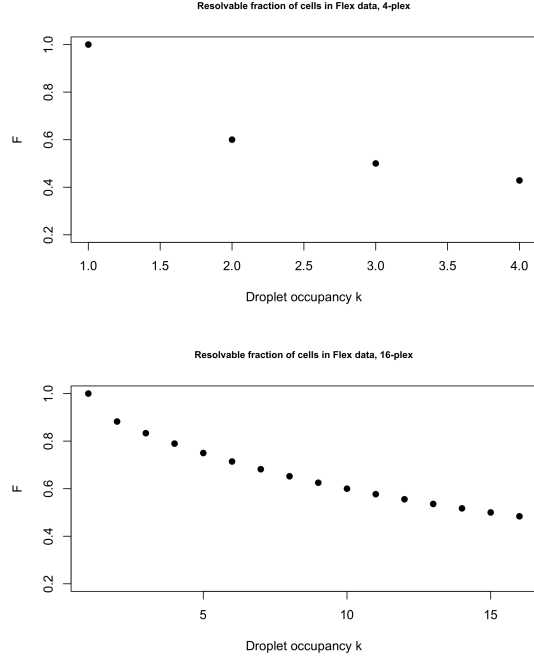 Resolvable fraction of cells in Flex data, 4-plex
F
1.0
0.8
0.6
0.4
0.2
1.0 1.5 2.0 2.5 3.0 3.5 4.0
Droplet occupancy k
Resolvable fraction of cells in Flex data, 16-plex
F
1.0
0.8
0.6
0.4
0.2
5 10 15
Droplet occupancy k